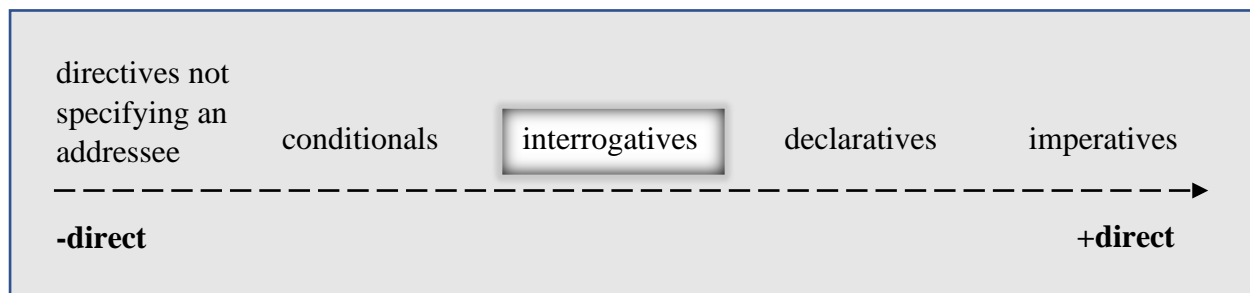 directives not
specifying an
addressee
conditionals
interrogatives
declaratives
imperatives
-direct
+direct